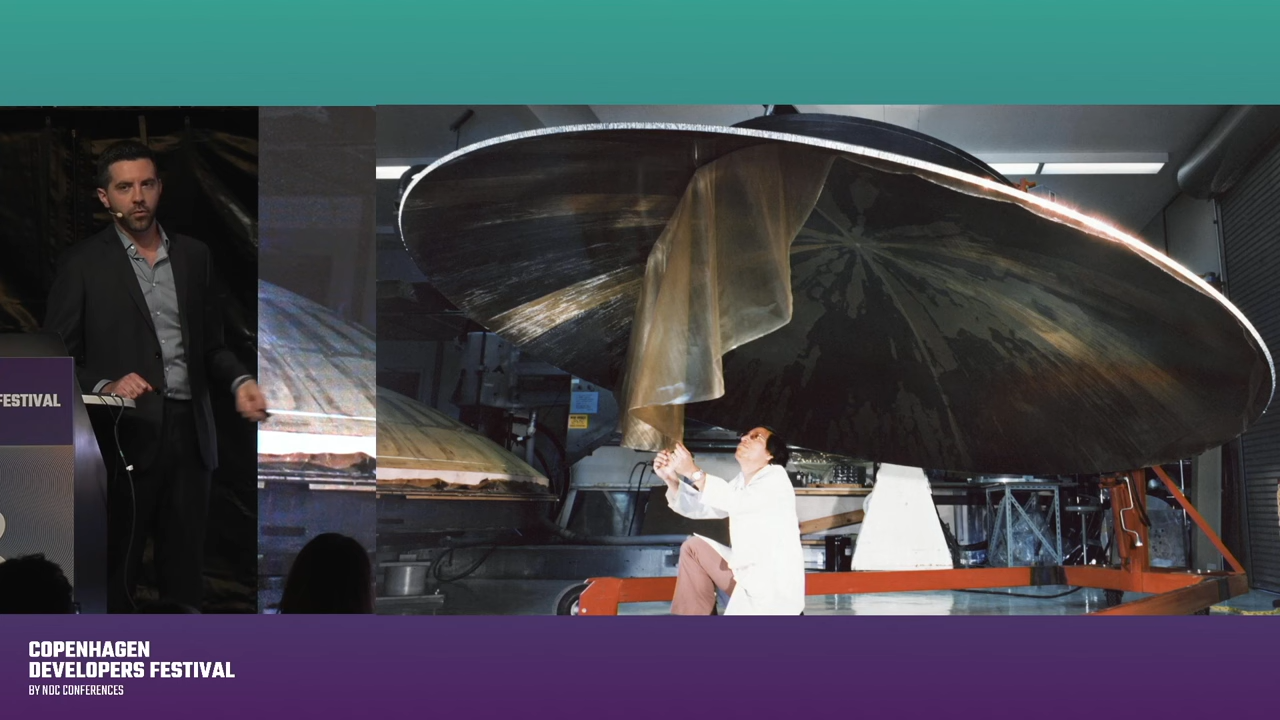 FESTIVAL
COPENHAGEN
DEVELOPERS FESTIVAL
BY NDC CONFERENCES